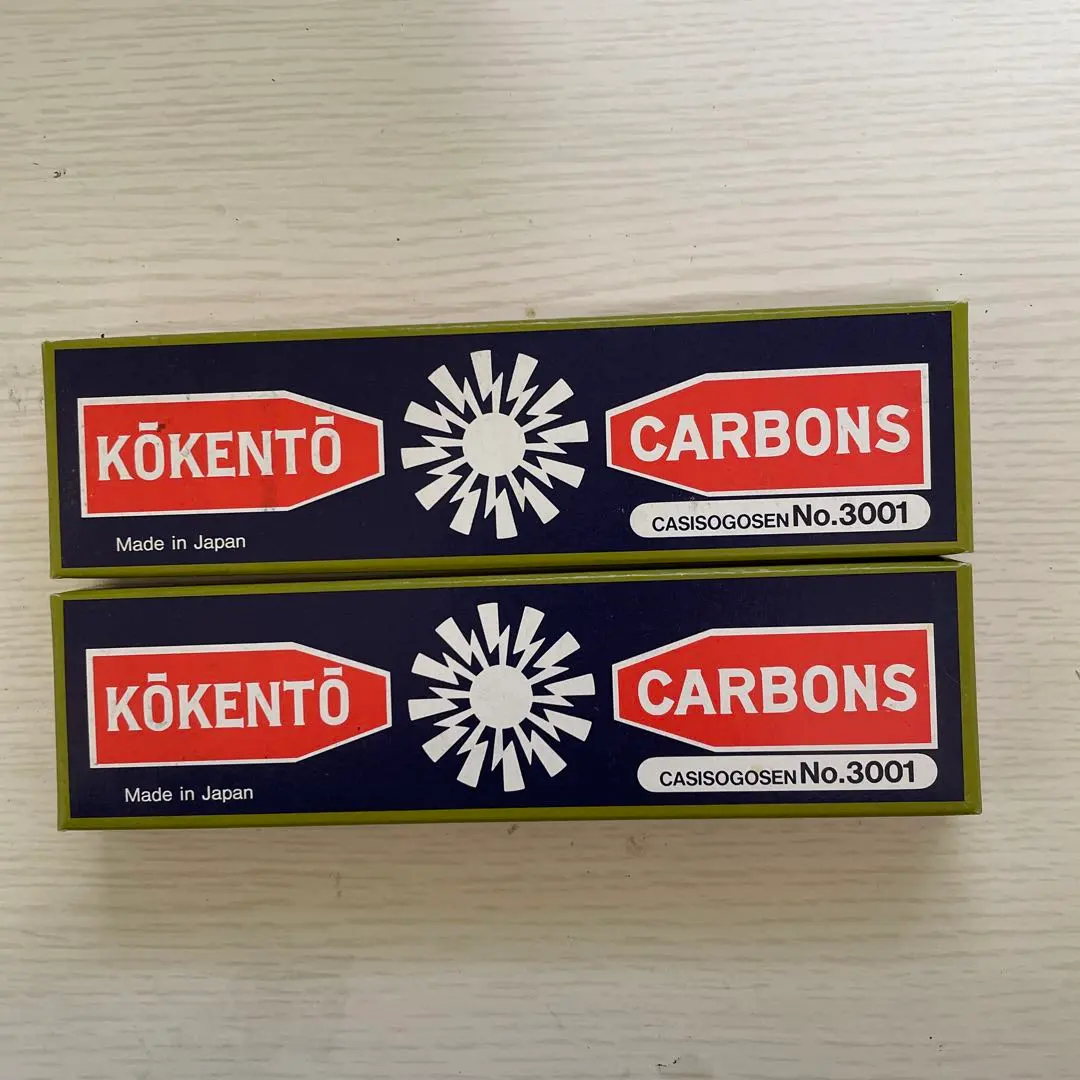 KŌKENTŌ
CARBONS
CASISOGOSEN No.3001
Made in Japan
KŌKENTŌ
CARBONS
CASISOGOSEN No.3001
Made in Japan